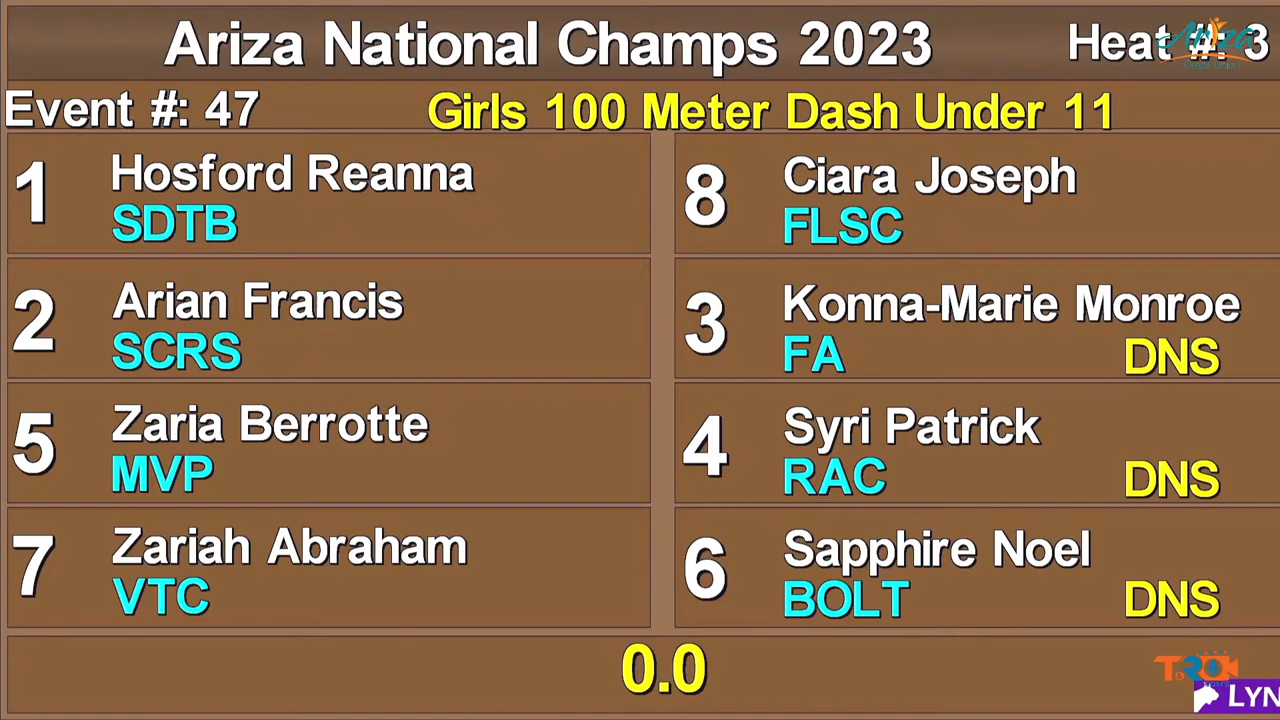 Ariza National Champs 2023
Heat #: 3
Ariza
Event #: 47
Girls 100 Meter Dash Under 11
1 Hosford Reanna
SDTB
2 Arian Francis
SCRS
5 Zaria Berrotte
MVP
7 Zariah Abraham
VTC
8 Ciara Joseph
FLSC
3 Konna-Marie Monroe
FA DNS
4 Syri Patrick
RAC DNS
6 Sapphire Noel
BOLT DNS
0.0
LYN